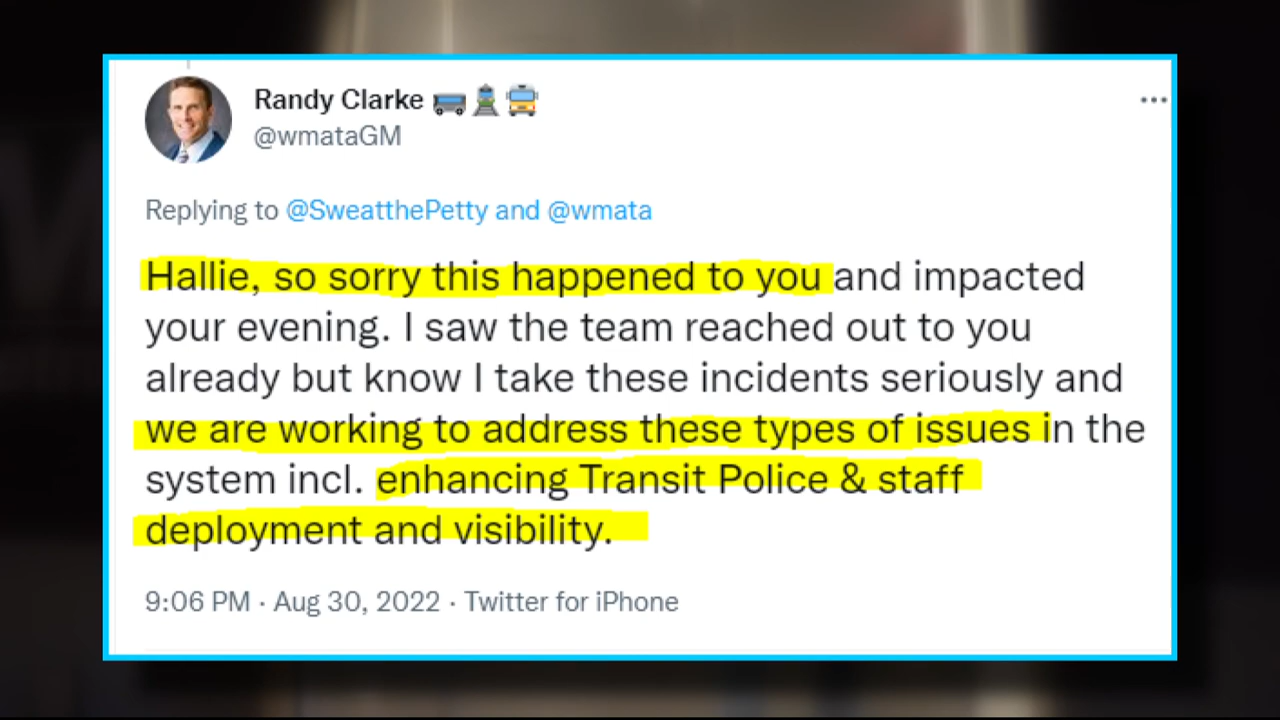 Randy Clarke
@wmataGM
Replying to @SweatthePetty and @wmata
Hallie, so sorry this happened to you and impacted
your evening. I saw the team reached out to you
already but know I take these incidents seriously and
we are working to address these types of issues in the
system incl. enhancing Transit Police & staff
deployment and visibility.
9:06 PM · Aug 30, 2022 · Twitter for iPhone